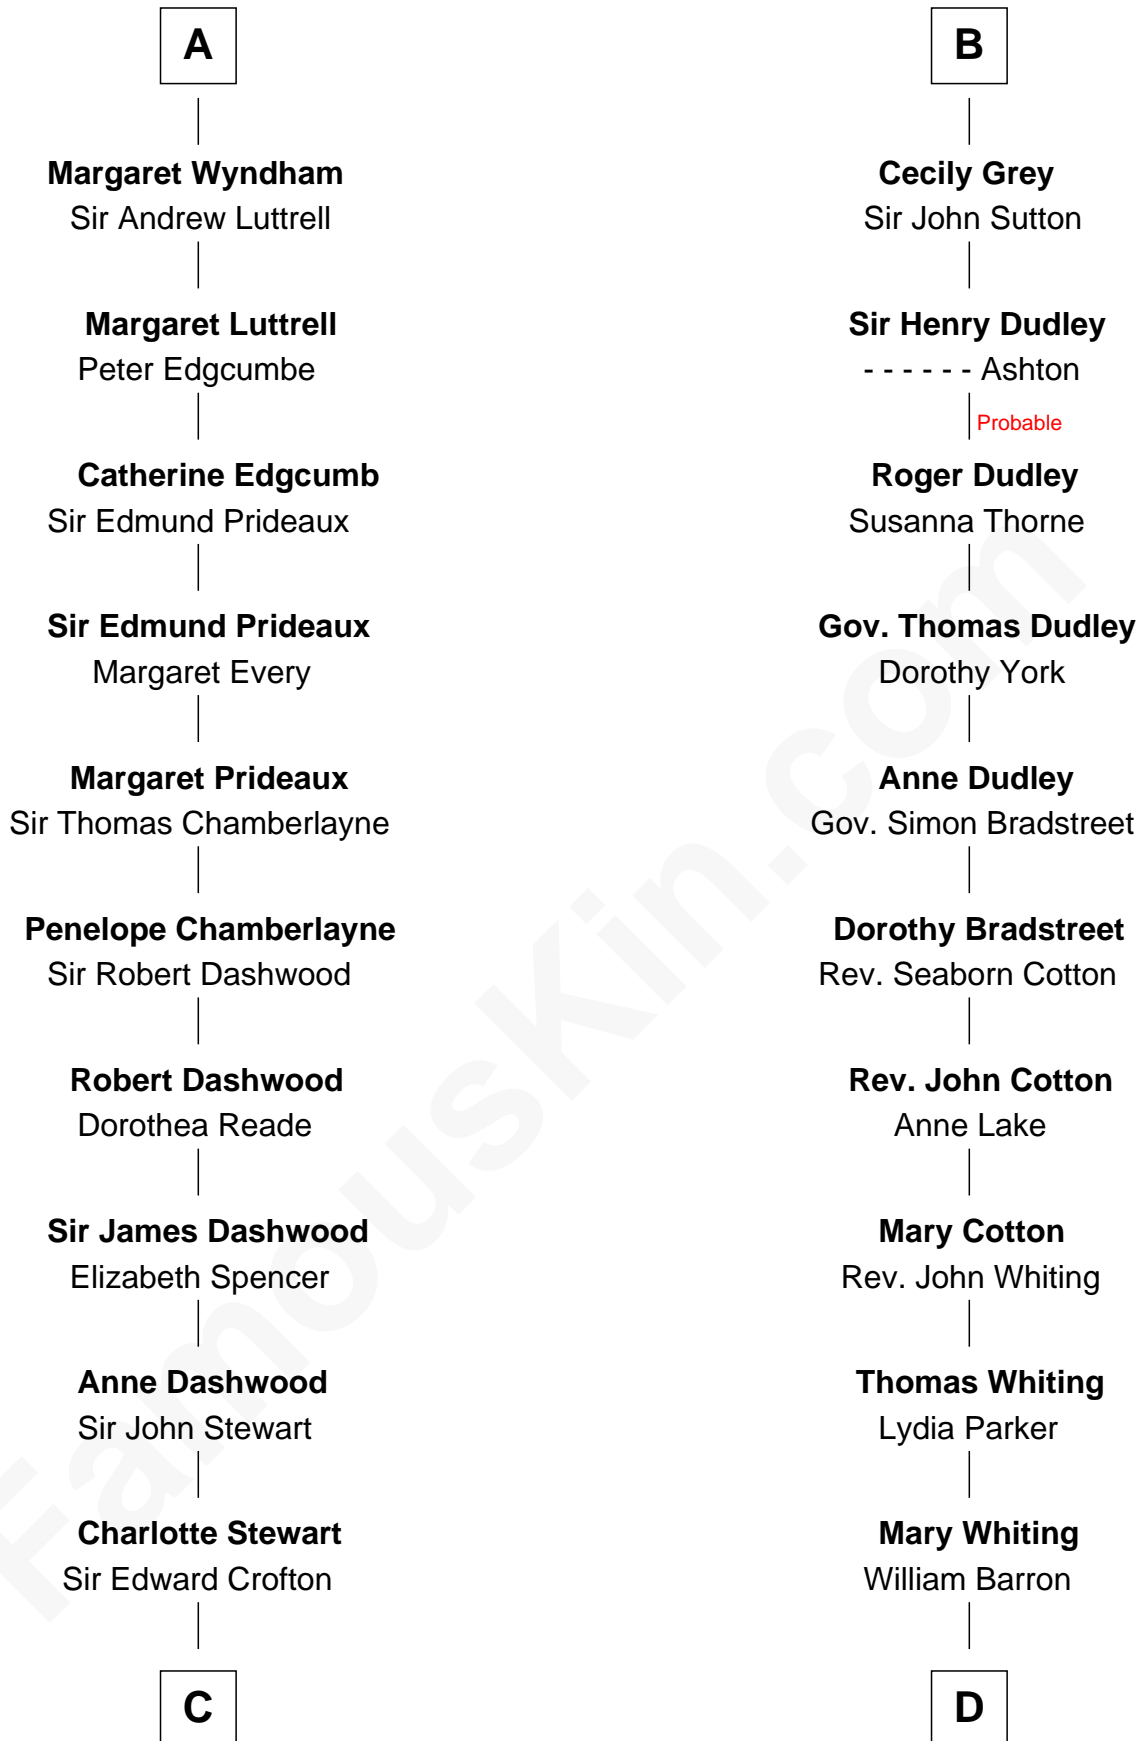 A
Margaret Wyndham
Sir Andrew Luttrell
Margaret Luttrell
Peter Edgcumbe
Catherine Edgcumb
Sir Edmund Prideaux
Sir Edmund Prideaux
Margaret Every
Margaret Prideaux
Sir Thomas Chamberlayne
Penelope Chamberlayne
Sir Robert Dashwood
Robert Dashwood
Dorothea Reade
Sir James Dashwood
Elizabeth Spencer
Anne Dashwood
Sir John Stewart
Charlotte Stewart
Sir Edward Crofton
C
B
Cecily Grey
Sir John Sutton
Sir Henry Dudley
- - - - - - Ashton
Probable
Roger Dudley
Susanna Thorne
Gov. Thomas Dudley
Dorothy York
Anne Dudley
Gov. Simon Bradstreet
Dorothy Bradstreet
Rev. Seaborn Cotton
Rev. John Cotton
Anne Lake
Mary Cotton
Rev. John Whiting
Thomas Whiting
Lydia Parker
Mary Whiting
William Barron
D
FamousKin.com